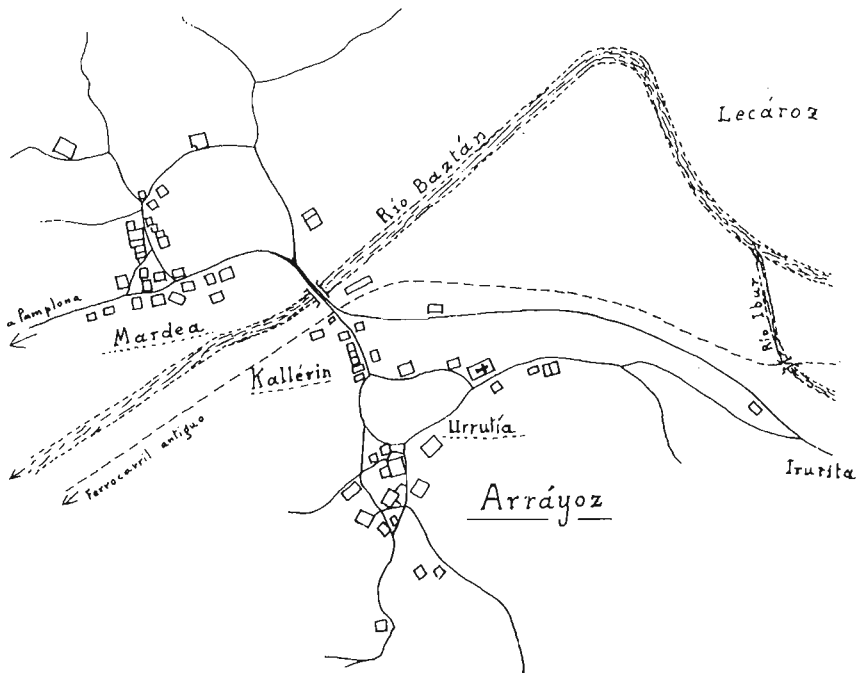 Lecároz
Río Baztán
a Pamplona
Mardea
Río Ibur
Kallérin
Urrutía
Ferrocarril antiguo
Irurita
Arráyoz